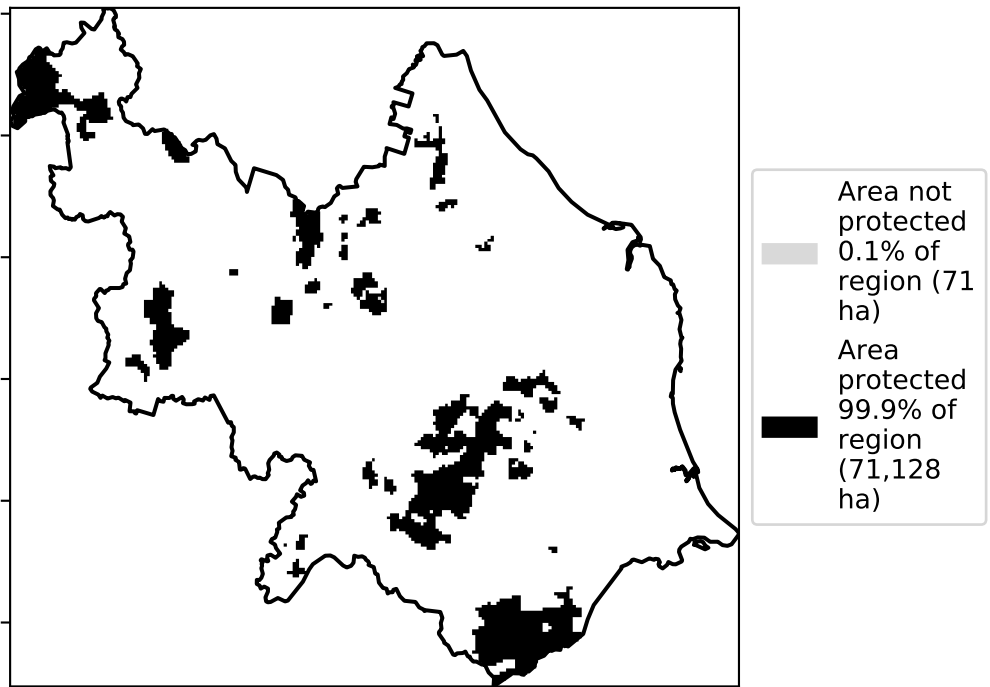 Area not
protected
0.1% of
region (71
ha)
Area
protected
99.9% of
region
(71,128
ha)